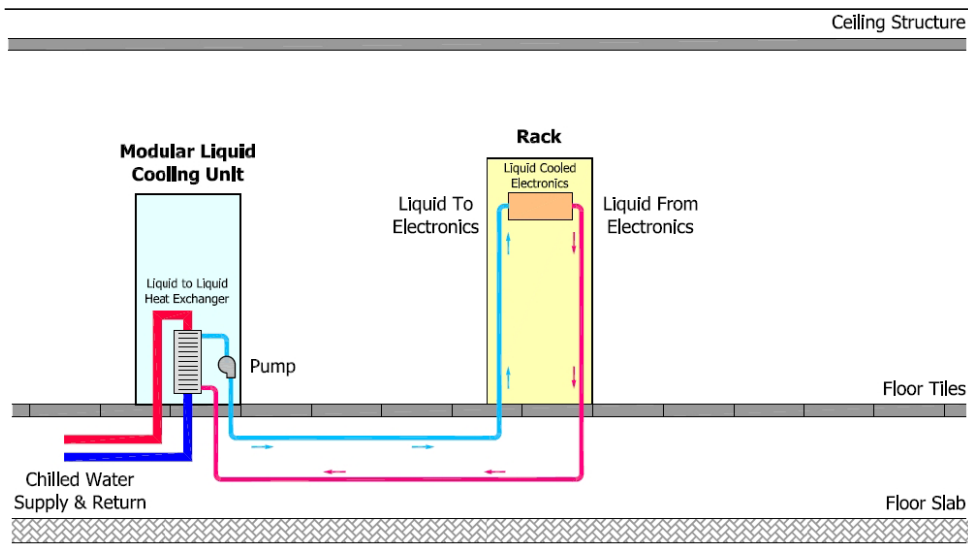 Ceiling Structure
Rack
Modular Liquid
Cooling Unit
Liquid Cooled
Electronics
Liquid To
Electronics
Liquid From
Electronics
Liquid to Liquid
Heat Exchanger
Pump
Floor Tiles
Chilled Water
Supply & Return
Floor Slab